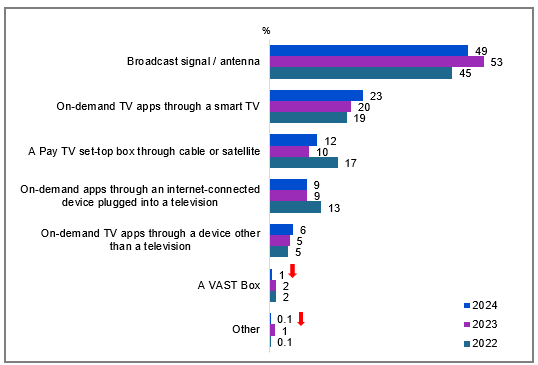 %
Broadcast signal / antenna
49
53
45
On-demand TV apps through a smart TV
23
20
19
A Pay TV set-top box through cable or satellite
12
10
17
On-demand apps through an internet-connected
device plugged into a television
9
9
13
On-demand TV apps through a device other
than a television
6
5
5
A VAST Box
1
2
2
Other
0.1
1
0.1
2024
2023
2022